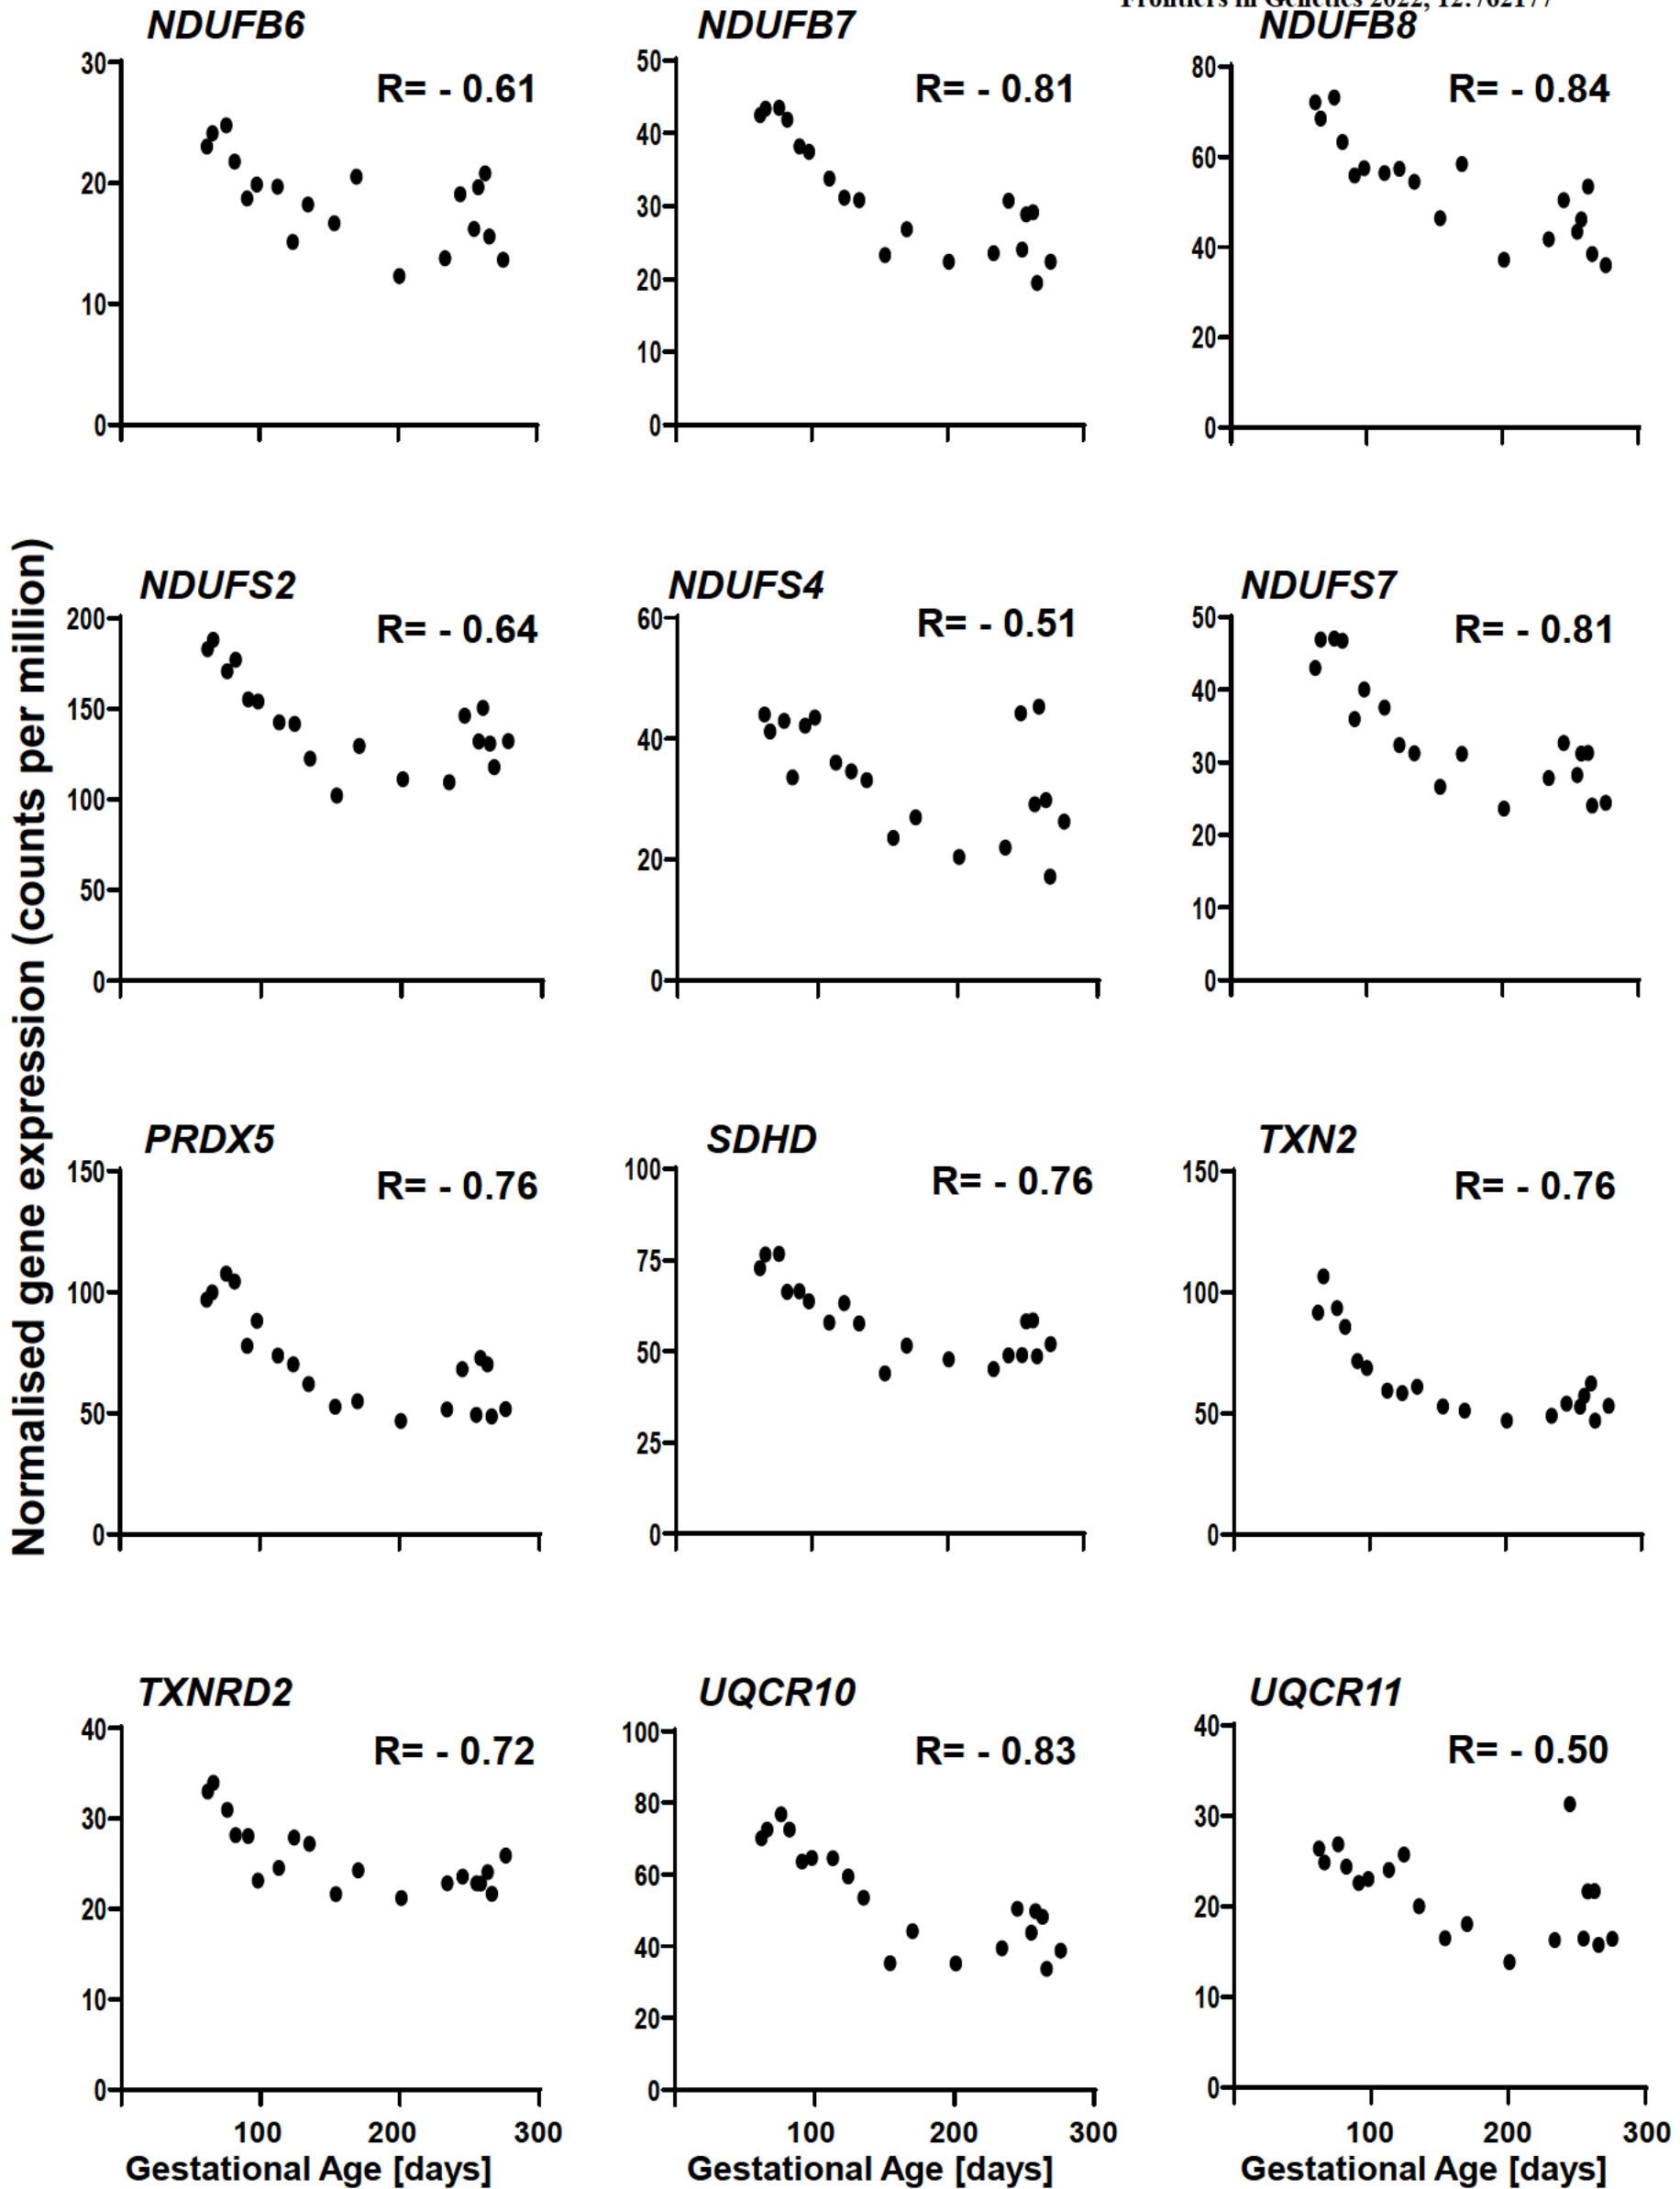 Frontiers in Genetics 2022, 12:762177
NDUFB6
NDUFB7
NDUFB8
30
20
10
0
R= - 0.61
50
40
30
20
10
0
R= - 0.81
80
60
40
20
0
R= - 0.84
Normalised gene expression (counts per million)
NDUFS2
NDUFS4
NDUFS7
200
150
100
50
0
R= - 0.64
60
40
20
0
R= - 0.51
50
40
30
20
10
0
R= - 0.81
PRDX5
SDHD
TXN2
150
100
50
0
R= - 0.76
100
75
50
25
0
R= - 0.76
150
100
50
0
R= - 0.76
TXNRD2
UQCR10
UQCR11
40
30
20
10
0
R= - 0.72
100
80
60
40
20
0
R= - 0.83
40
30
20
10
0
R= - 0.50
100 200 300
100 200 300
100 200 300
Gestational Age [days]
Gestational Age [days]
Gestational Age [days]